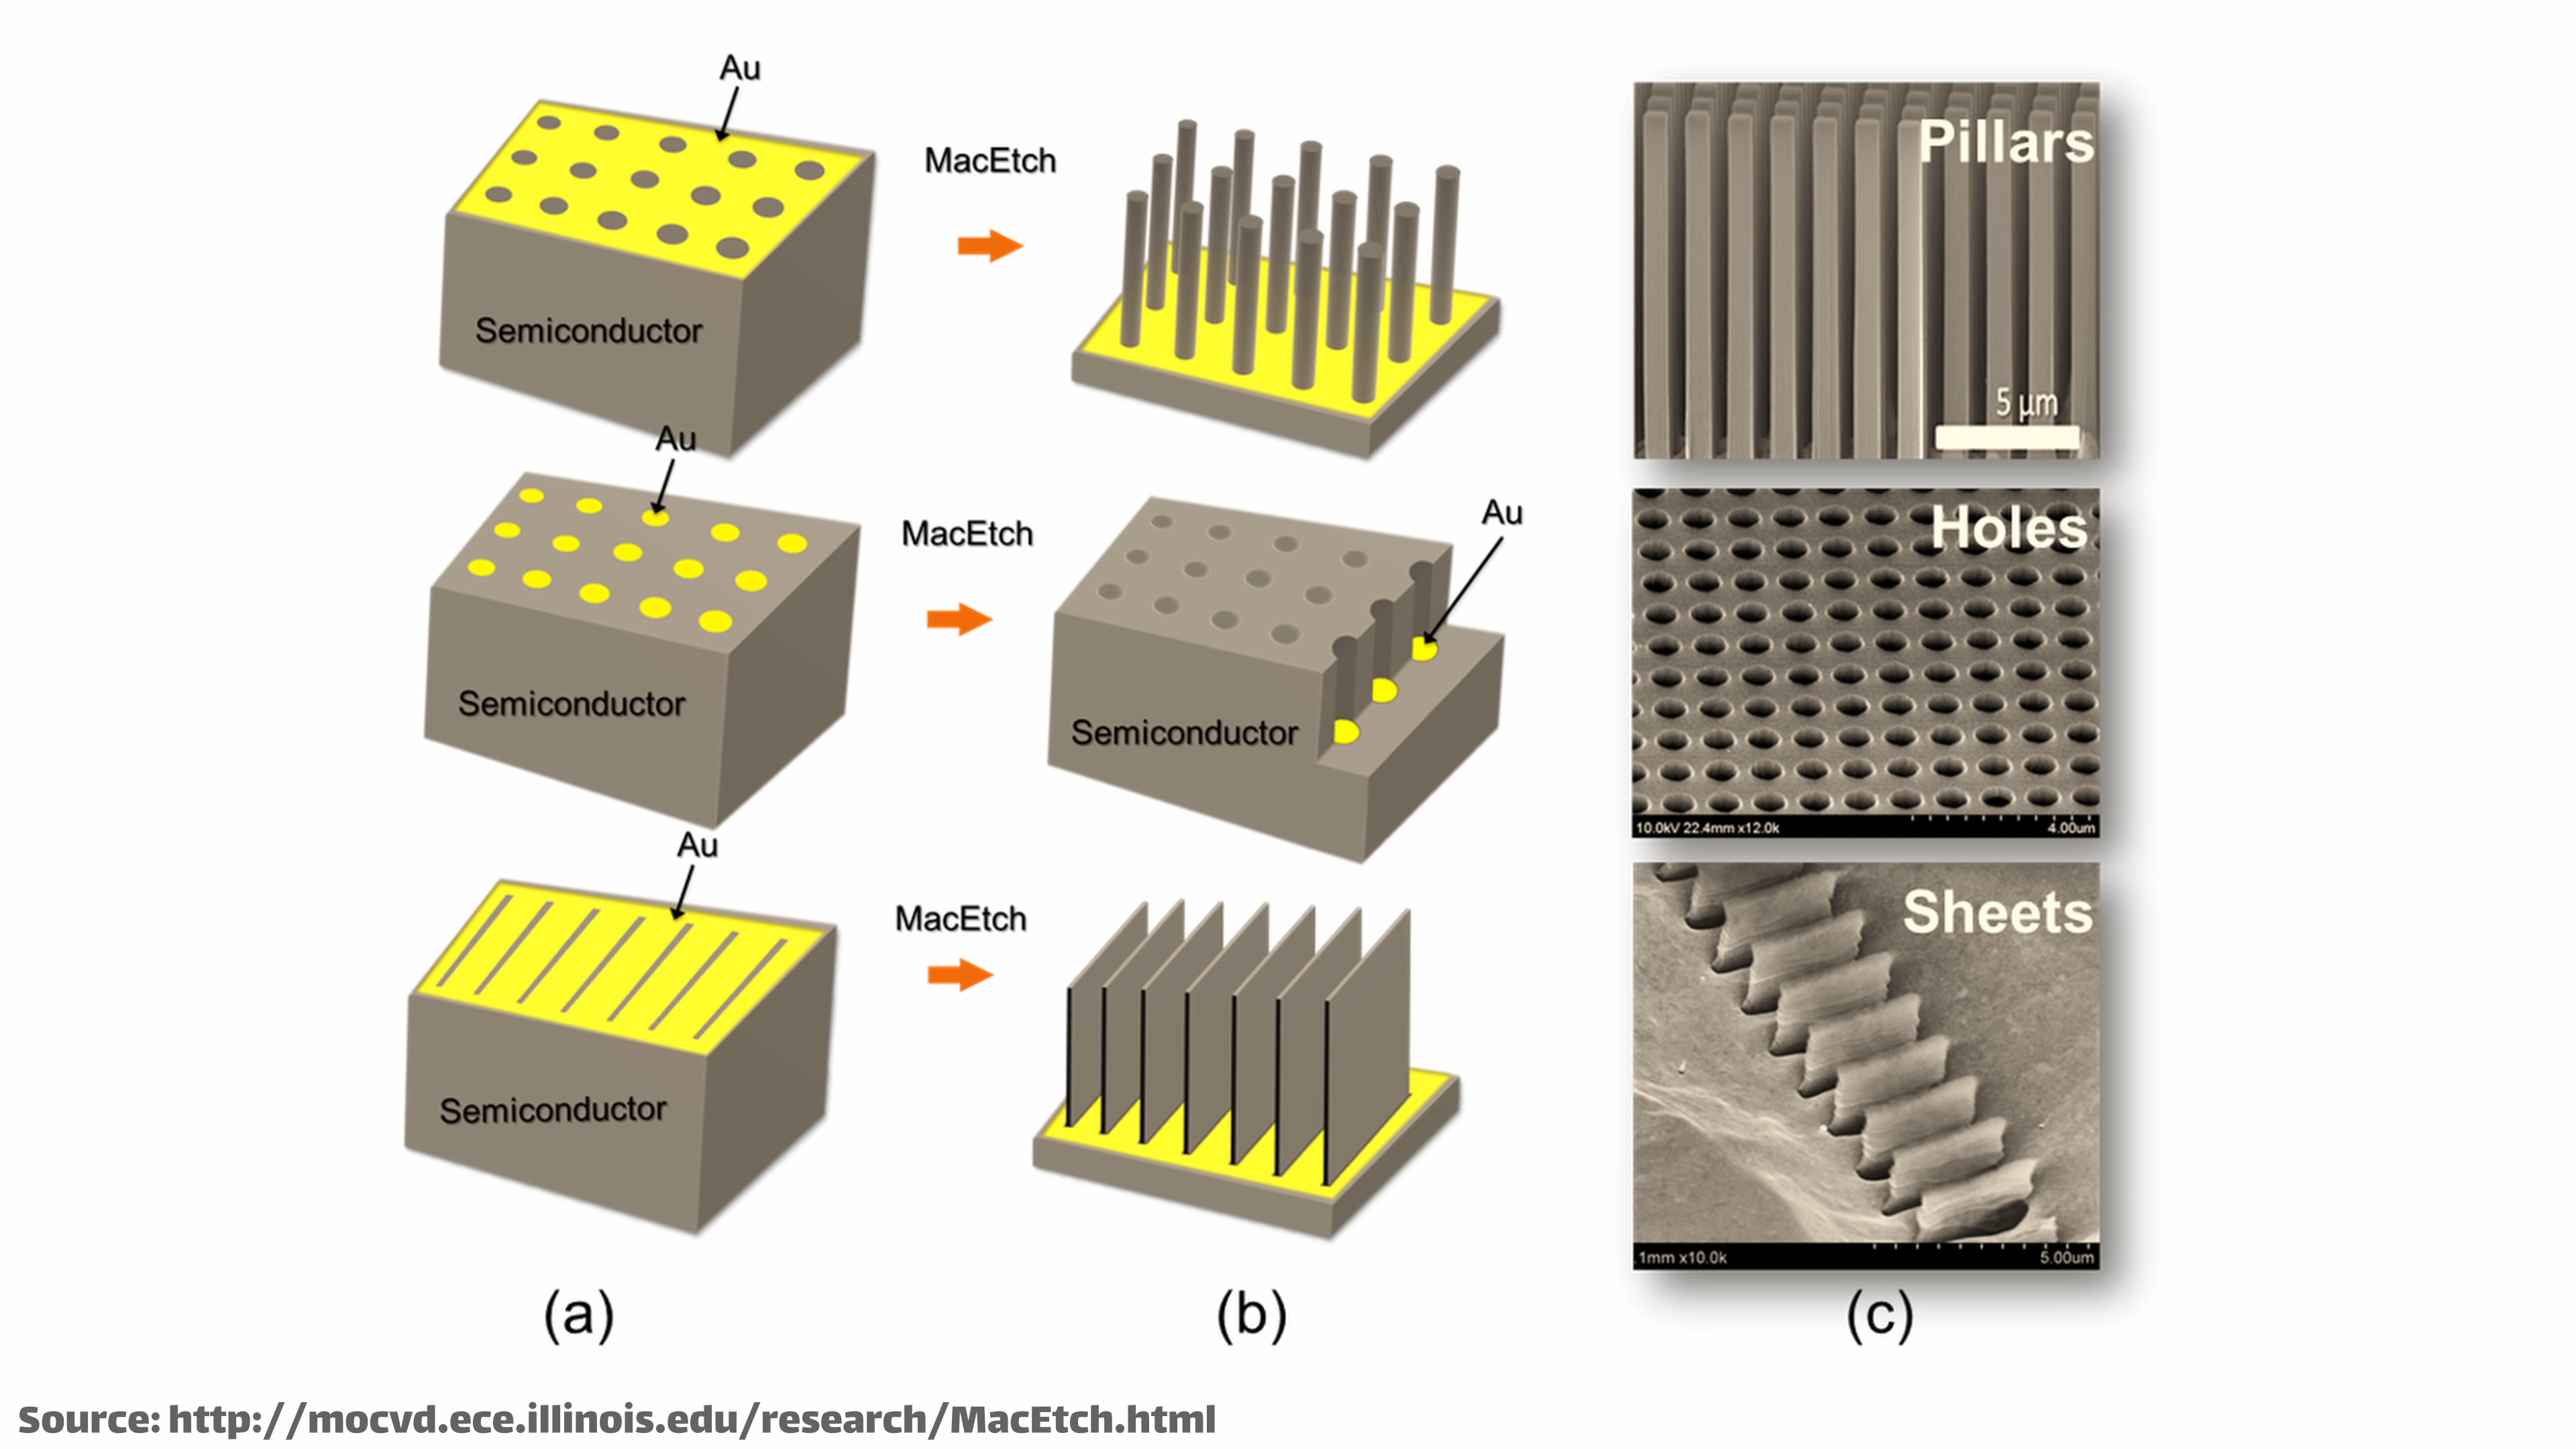 Au
MacEtch
Semiconductor
Pillars
5 µm
Au
MacEtch
Au
Semiconductor
Semiconductor
Holes
10.0kV 22.4mm x12.0k
4.00um
Au
MacEtch
Semiconductor
Sheets
.1mm x10.0k
5.00um
(a)
(b)
(c)
Source: http://mocvd.ece.illinois.edu/research/MacEtch.html